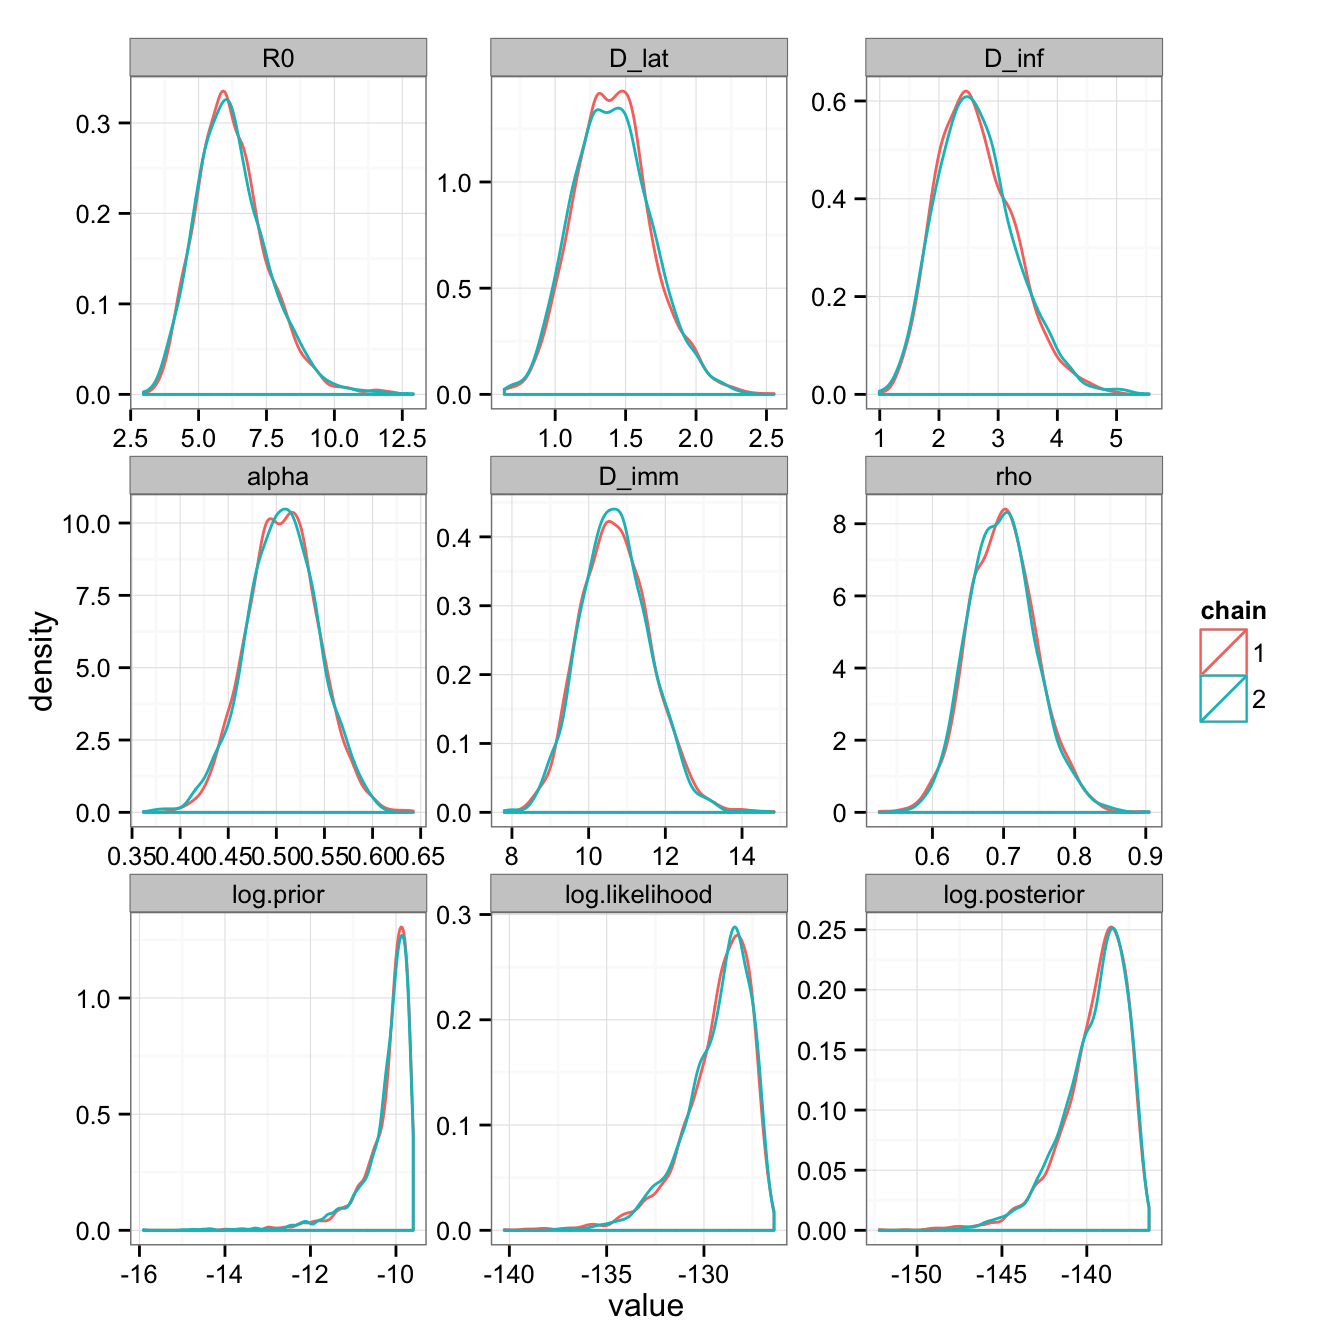 R0
D_lat
D_inf
0.3
0.2
0.1
0.0
1.0
0.5
0.0
0.6
0.4
0.2
0.0
2.5 5.0 7.5 10.0 12.5
1.0 1.5 2.0 2.5
1 2 3 4 5
alpha
D_imm
rho
10.0
7.5
5.0
2.5
0.0
0.4
0.3
0.2
0.1
0.0
8
6
4
2
0
0.350.400.450.500.550.600.65
8 10 12 14
0.6 0.7 0.8 0.9
log.prior
log.likelihood
log.posterior
1.0
0.5
0.0
0.3
0.2
0.1
0.0
0.25
0.20
0.15
0.10
0.05
0.00
-16 -14 -12 -10
-140 -135 -130
-150 -145 -140
density
value
chain
1
2